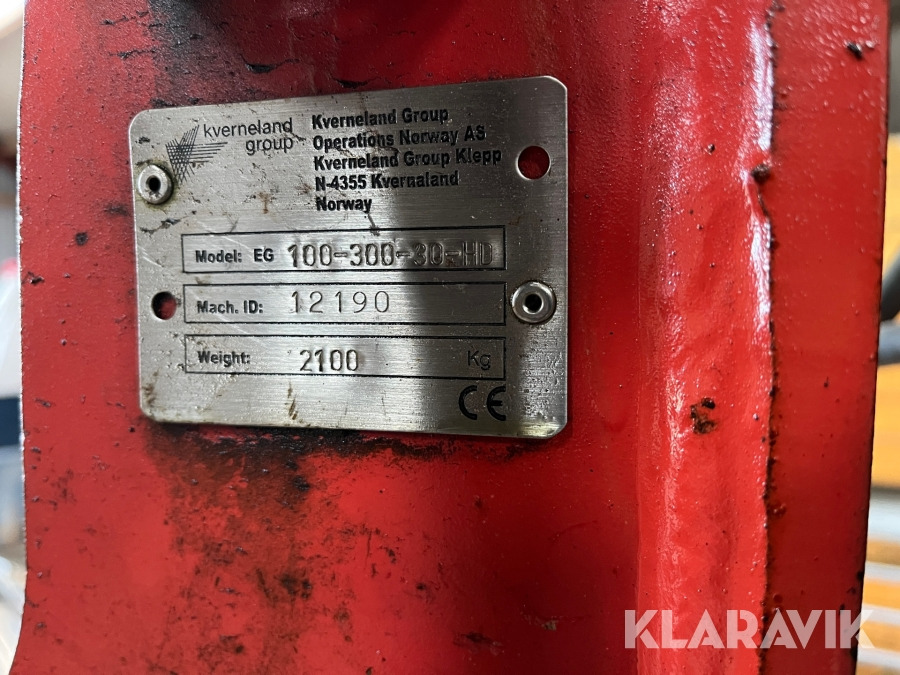 kverneland
group
Kverneland Group
Operations Norway AS
Kverneland Group Klepp
N-4355 Kvernaland
Norway
Model: EG 100-300-30-HD
Mach. ID: 12190
Weight: 2100 Kg
CE
KLARAVIK